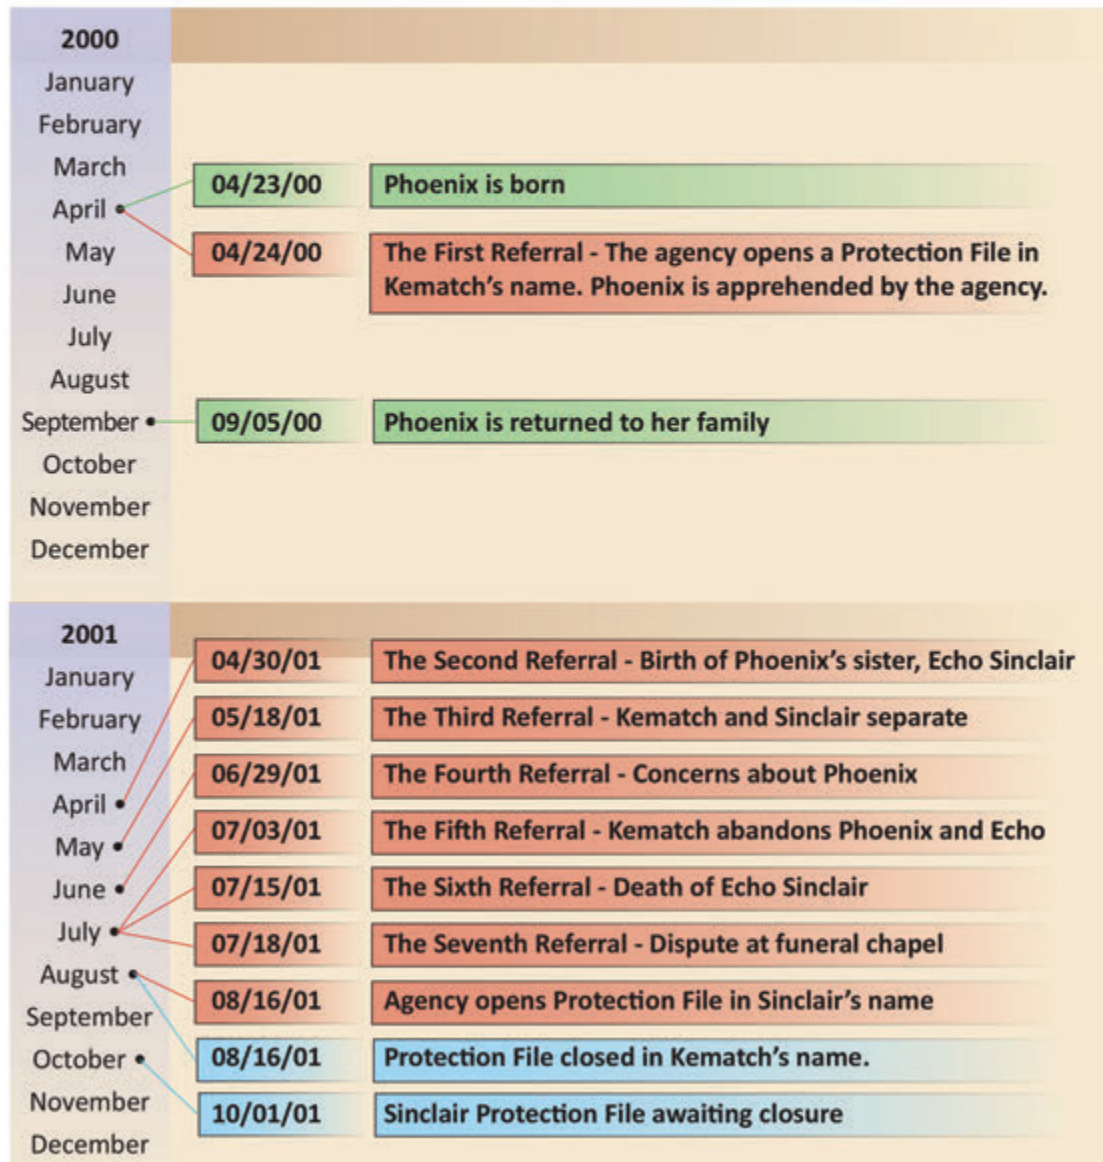 2000
January
February
March
April
May
June
July
August
September
October
November
December
04/23/00 Phoenix is born
04/24/00 The First Referral - The agency opens a Protection File in
Kematch’s name. Phoenix is apprehended by the agency.
09/05/00 Phoenix is returned to her family
2001
January
February
March
April
May
June
July
August
September
October
November
December
04/30/01 The Second Referral - Birth of Phoenix’s sister, Echo Sinclair
05/18/01 The Third Referral - Kematch and Sinclair separate
06/29/01 The Fourth Referral - Concerns about Phoenix
07/03/01 The Fifth Referral - Kematch abandons Phoenix and Echo
07/15/01 The Sixth Referral - Death of Echo Sinclair
07/18/01 The Seventh Referral - Dispute at funeral chapel
08/16/01 Agency opens Protection File in Sinclair’s name
08/16/01 Protection File closed in Kematch’s name.
10/01/01 Sinclair Protection File awaiting closure